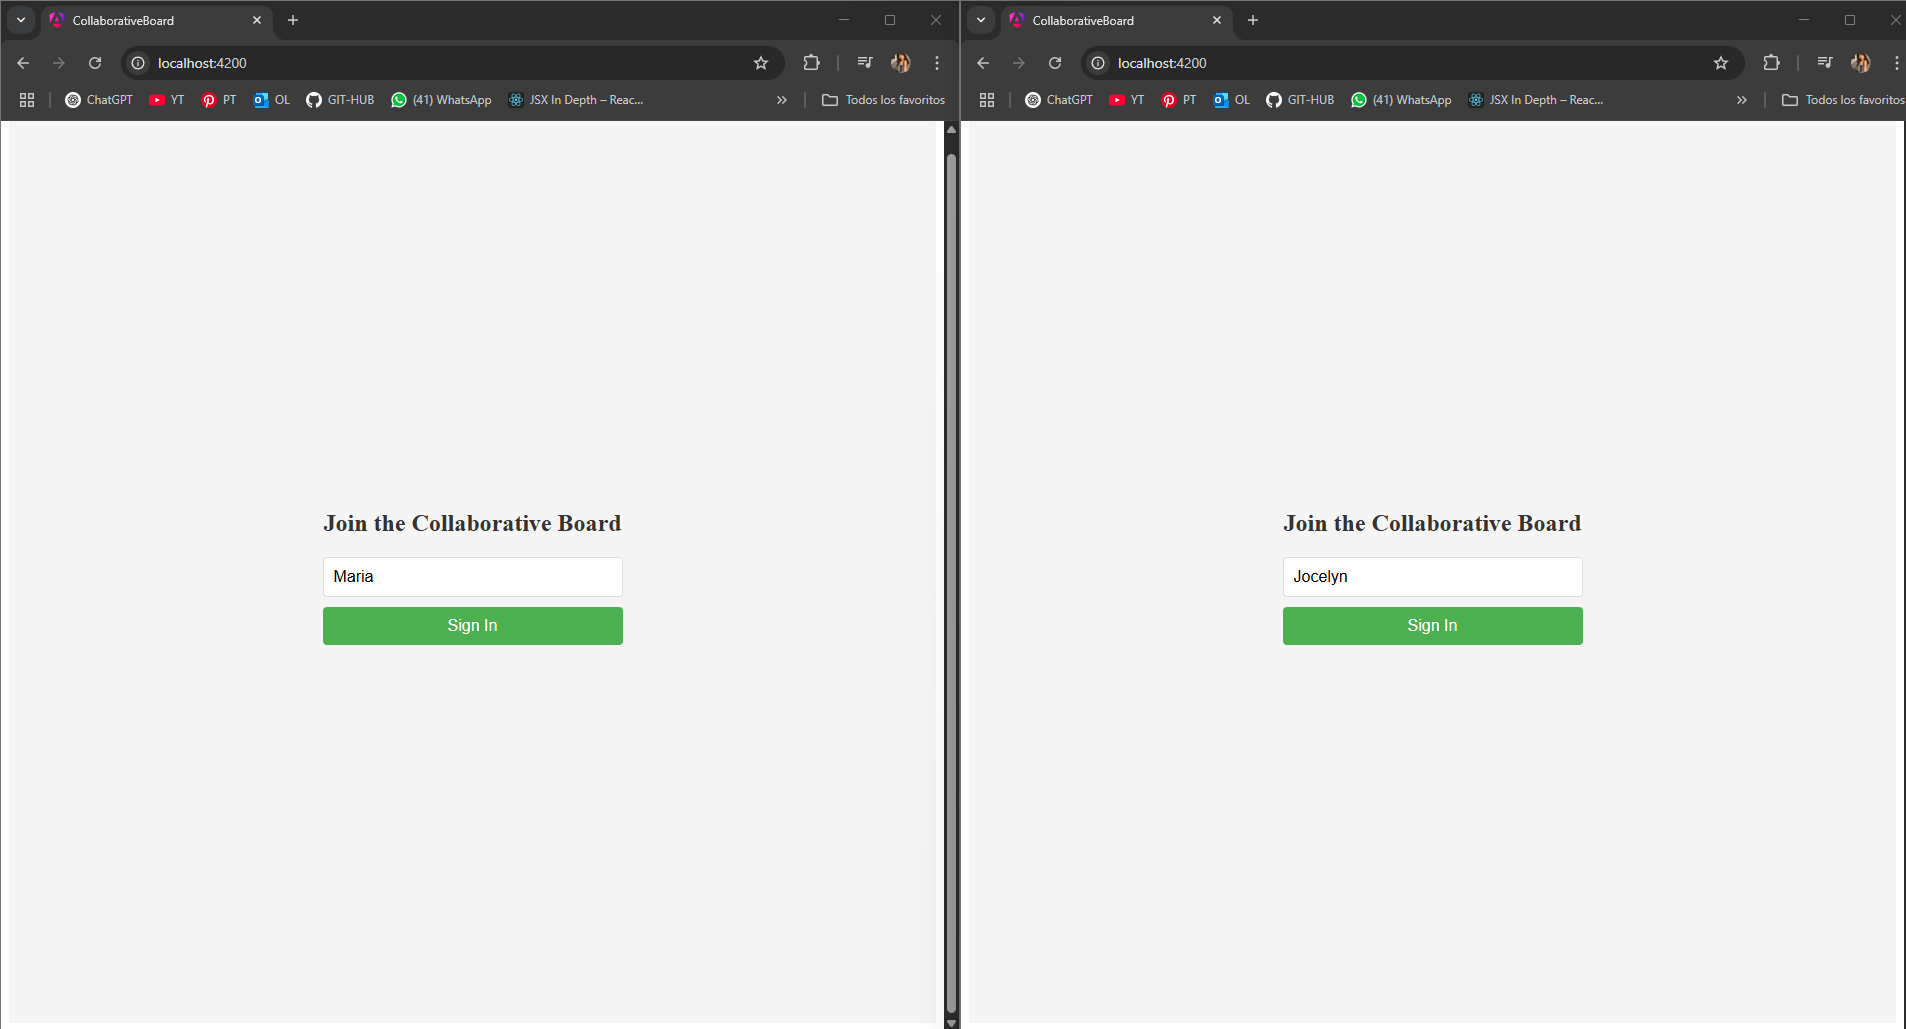 CollaborativeBoard
localhost:4200
ChatGPT YT PT OL GIT-HUB (41) WhatsApp JSX In Depth – Reac... Todos los favoritos
Join the Collaborative Board
Maria
Sign In
CollaborativeBoard
localhost:4200
ChatGPT YT PT OL GIT-HUB (41) WhatsApp JSX In Depth – Reac... Todos los favoritos
Join the Collaborative Board
Jocelyn
Sign In